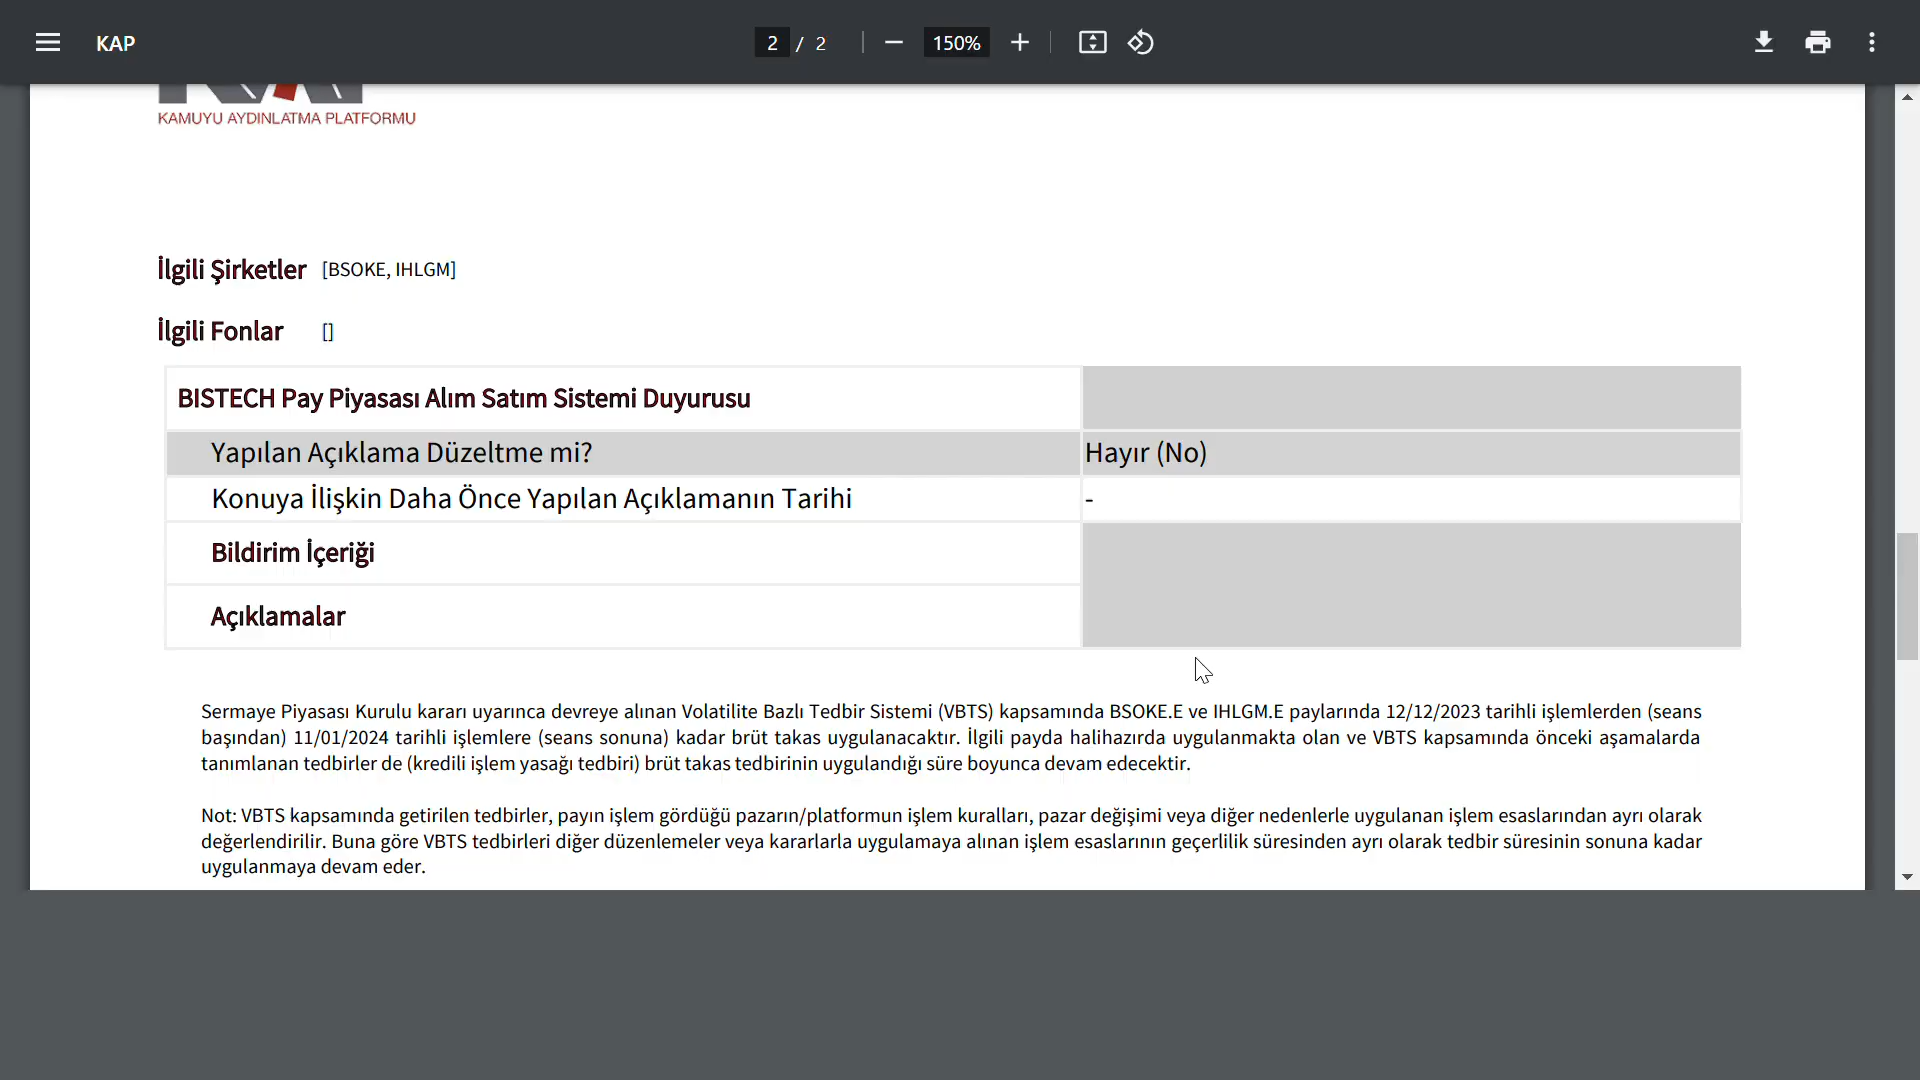 KAP
2 / 2
150%
KAMUYU AYDINLATMA PLATFORMU
İlgili Şirketler [BSOKE, IHLGM]
İlgili Fonlar []
BISTECH Pay Piyasası Alım Satım Sistemi Duyurusu
Yapılan Açıklama Düzeltme mi? Hayır (No)
Konuya İlişkin Daha Önce Yapılan Açıklamanın Tarihi -
Bildirim İçeriği
Açıklamalar
Sermaye Piyasası Kurulu kararı uyarınca devreye alınan Volatilite Bazlı Tedbir Sistemi (VBTS) kapsamında BSOKE.E ve IHLGM.E paylarında 12/12/2023 tarihli işlemlerden (seans
başından) 11/01/2024 tarihli işlemlere (seans sonuna) kadar brüt takas uygulanacaktır. İlgili payda halihazırda uygulanmakta olan ve VBTS kapsamında önceki aşamalarda
tanımlanan tedbirler de (kredili işlem yasağı tedbiri) brüt takas tedbirinin uygulandığı süre boyunca devam edecektir.
Not: VBTS kapsamında getirilen tedbirler, payın işlem gördüğü pazarın/platformun işlem kuralları, pazar değişimi veya diğer nedenlerle uygulanan işlem esaslarından ayrı olarak
değerlendirilir. Buna göre VBTS tedbirleri diğer düzenlemeler veya kararlarla uygulamaya alınan işlem esaslarının geçerlilik süresinden ayrı olarak tedbir süresinin sonuna kadar
uygulanmaya devam eder.